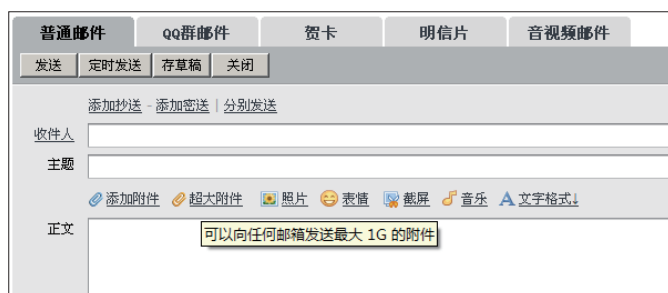 普通邮件 QQ群邮件 贺卡 明信片 音视频邮件
发送 定时发送 存草稿 关闭
添加抄送 - 添加密送 | 分别发送
收件人
主题
添加附件 超大附件 照片 表情 截屏 音乐 A 文字格式↓
正文
可以向任何邮箱发送最大 1G 的附件